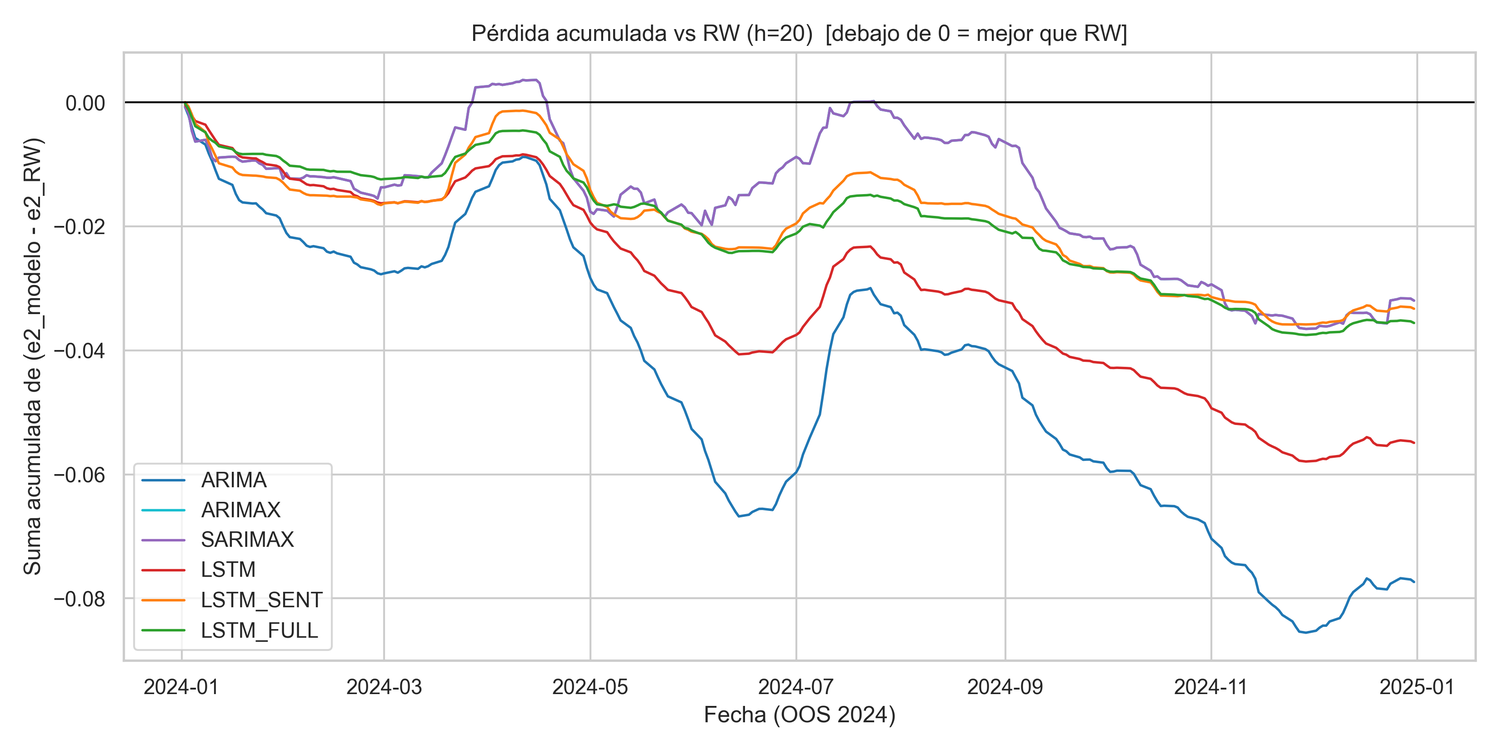 Pérdida acumulada vs RW (h=20)  [debajo de 0 = mejor que RW]
Suma acumulada de (e2_modelo - e2_RW)
0.00
−0.02
−0.04
−0.06
−0.08
ARIMA
ARIMAX
SARIMAX
LSTM
LSTM_SENT
LSTM_FULL
2024-01
2024-03
2024-05
2024-07
2024-09
2024-11
2025-01
Fecha (OOS 2024)